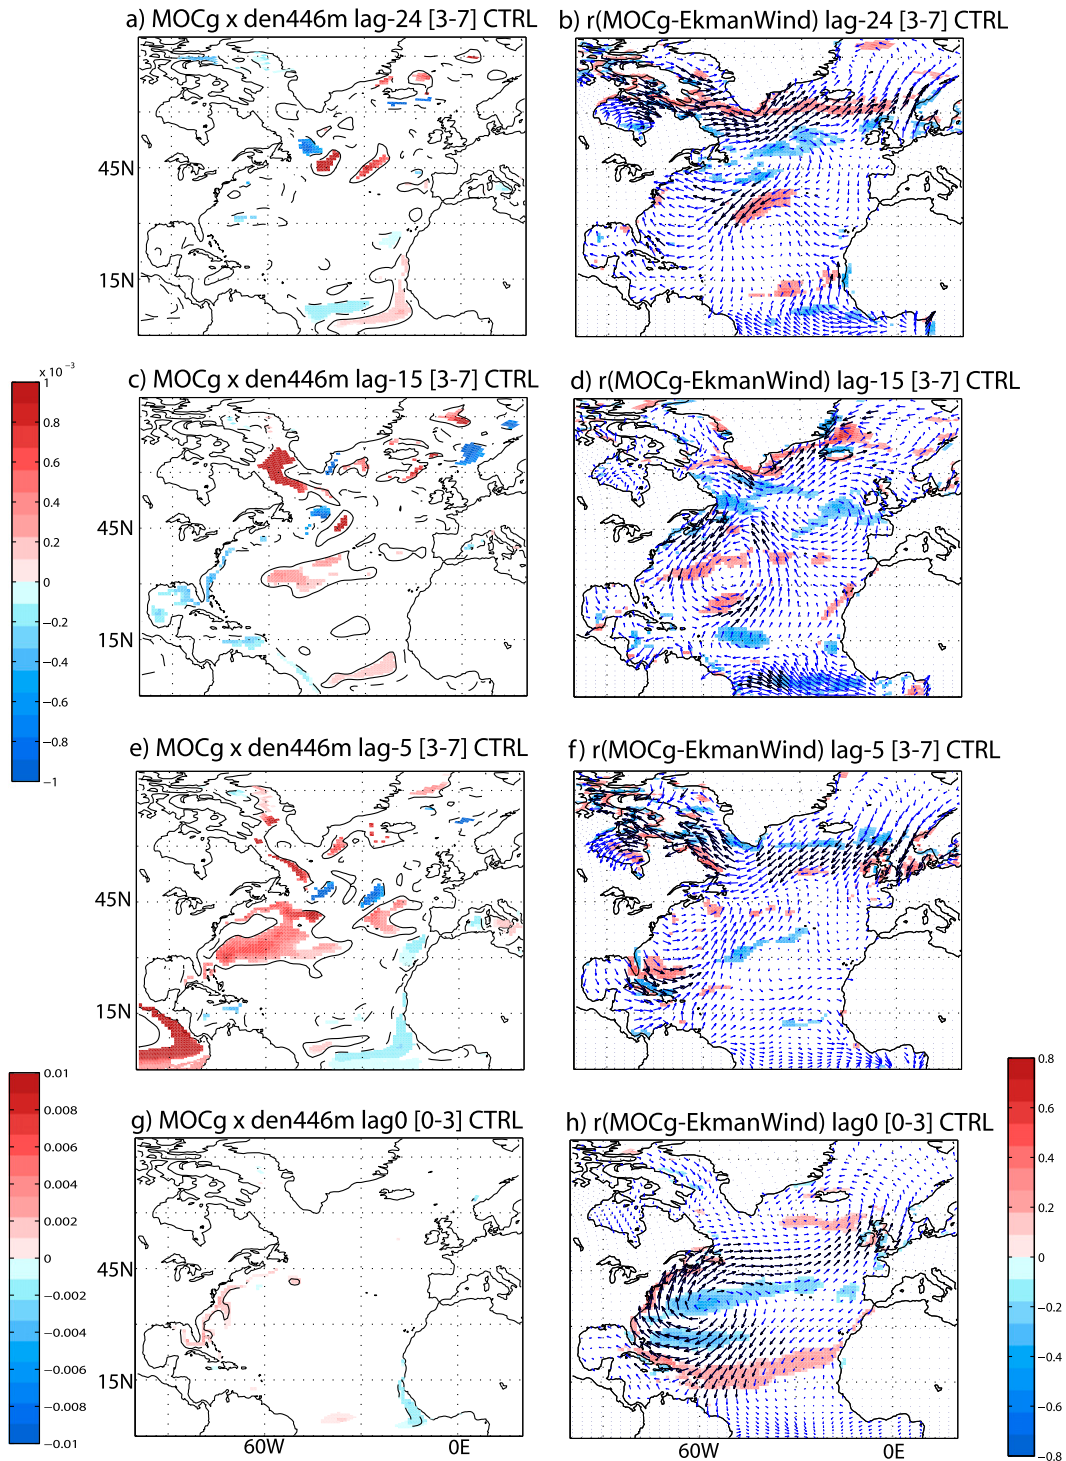 a) MOCg x den446m lag-24 [3-7] CTRL
b) r(MOCg-EkmanWind) lag-24 [3-7] CTRL
45N
15N
c) MOCg x den446m lag-15 [3-7] CTRL
d) r(MOCg-EkmanWind) lag-15 [3-7] CTRL
x 10⁻³
1
0.8
0.6
0.4
0.2
0
−0.2
−0.4
−0.6
−0.8
−1
45N
15N
e) MOCg x den446m lag-5 [3-7] CTRL
f) r(MOCg-EkmanWind) lag-5 [3-7] CTRL
45N
15N
g) MOCg x den446m lag0 [0-3] CTRL
h) r(MOCg-EkmanWind) lag0 [0-3] CTRL
0.01
0.008
0.006
0.004
0.002
0
−0.002
−0.004
−0.006
−0.008
−0.01
45N
15N
60W
0E
60W
0E
0.8
0.6
0.4
0.2
0
−0.2
−0.4
−0.6
−0.8